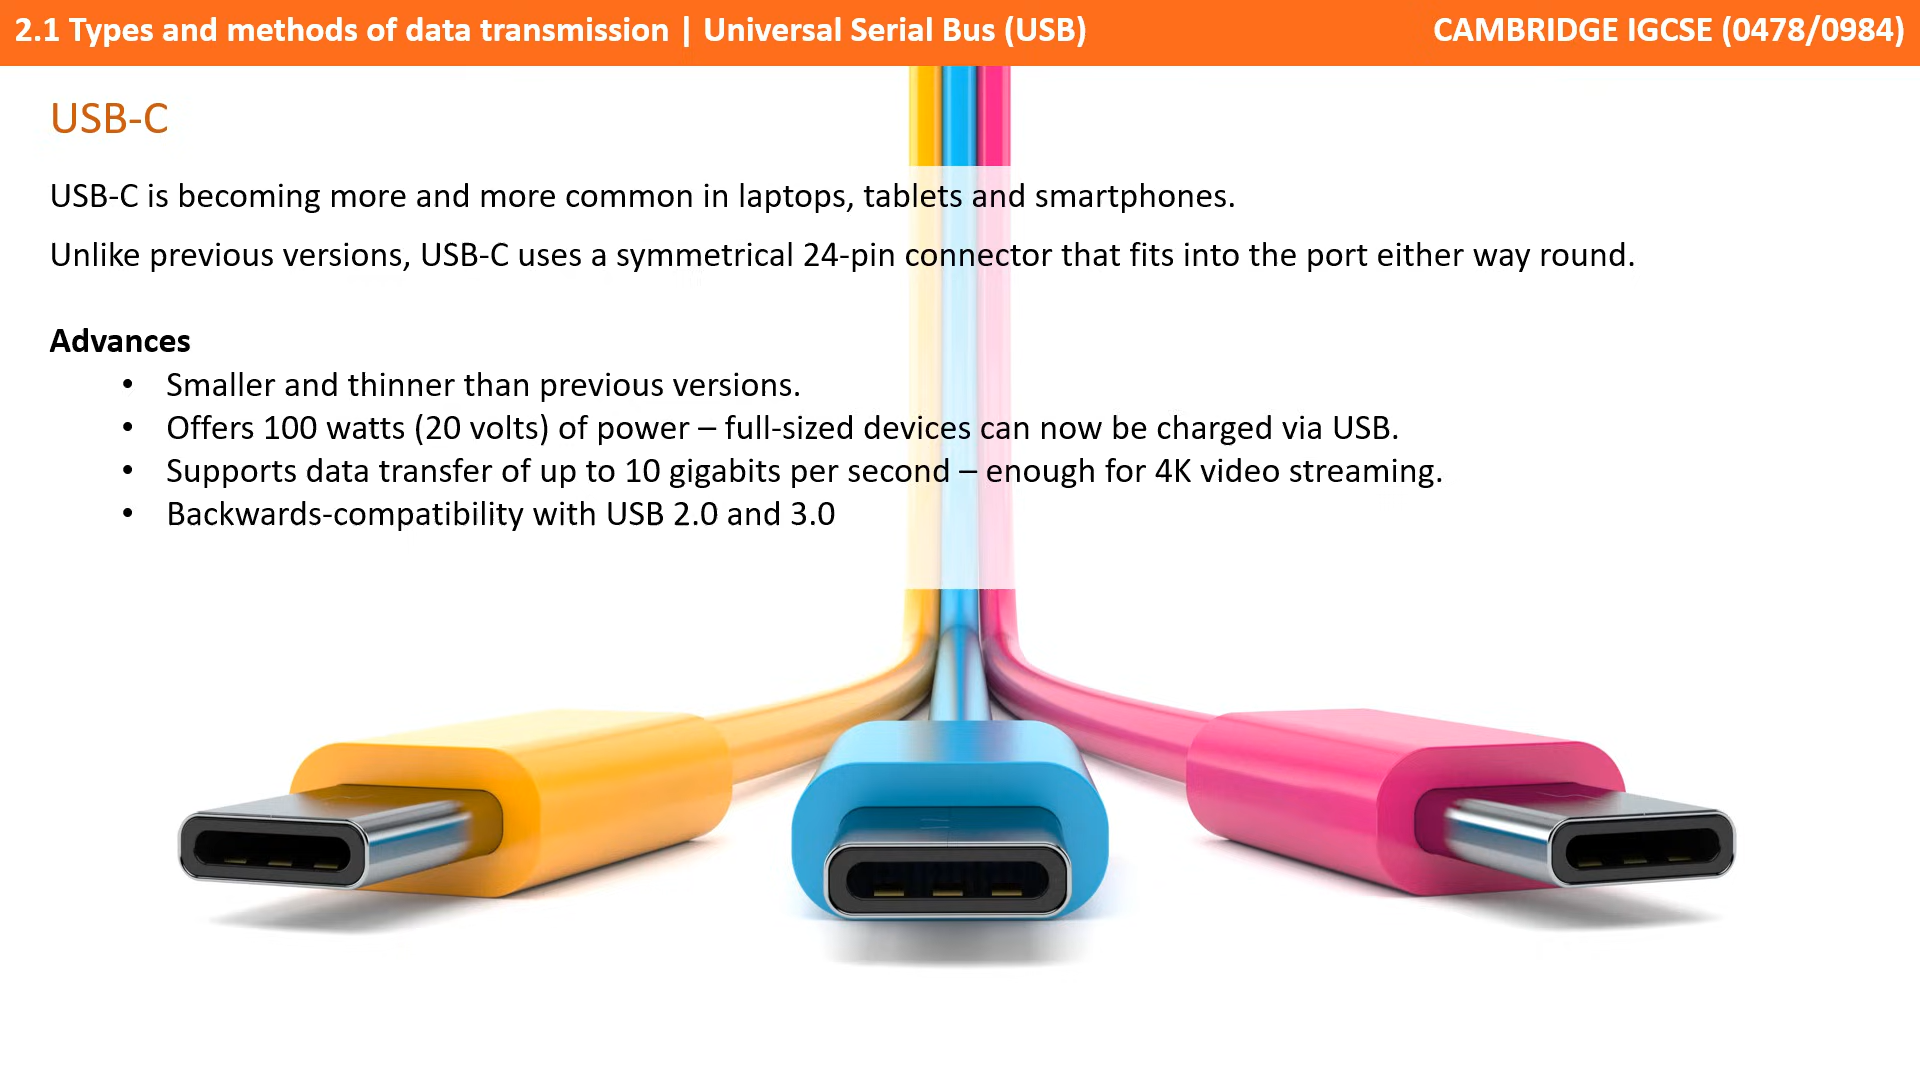 2.1 Types and methods of data transmission | Universal Serial Bus (USB)
CAMBRIDGE IGCSE (0478/0984)
USB-C
USB-C is becoming more and more common in laptops, tablets and smartphones.
Unlike previous versions, USB-C uses a symmetrical 24-pin connector that fits into the port either way round.
Advances
• Smaller and thinner than previous versions.
• Offers 100 watts (20 volts) of power – full-sized devices can now be charged via USB.
• Supports data transfer of up to 10 gigabits per second – enough for 4K video streaming.
• Backwards-compatibility with USB 2.0 and 3.0